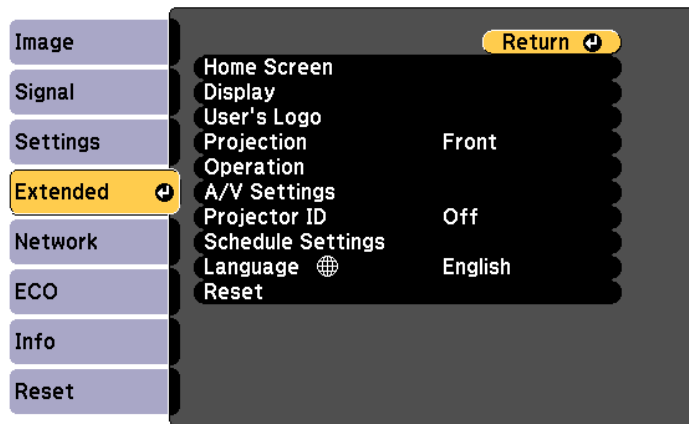 Image
Signal
Settings
Extended
Network
ECO
Info
Reset
Return
Home Screen
Display
User's Logo
Projection Front
Operation
A/V Settings
Projector ID Off
Schedule Settings
Language English
Reset